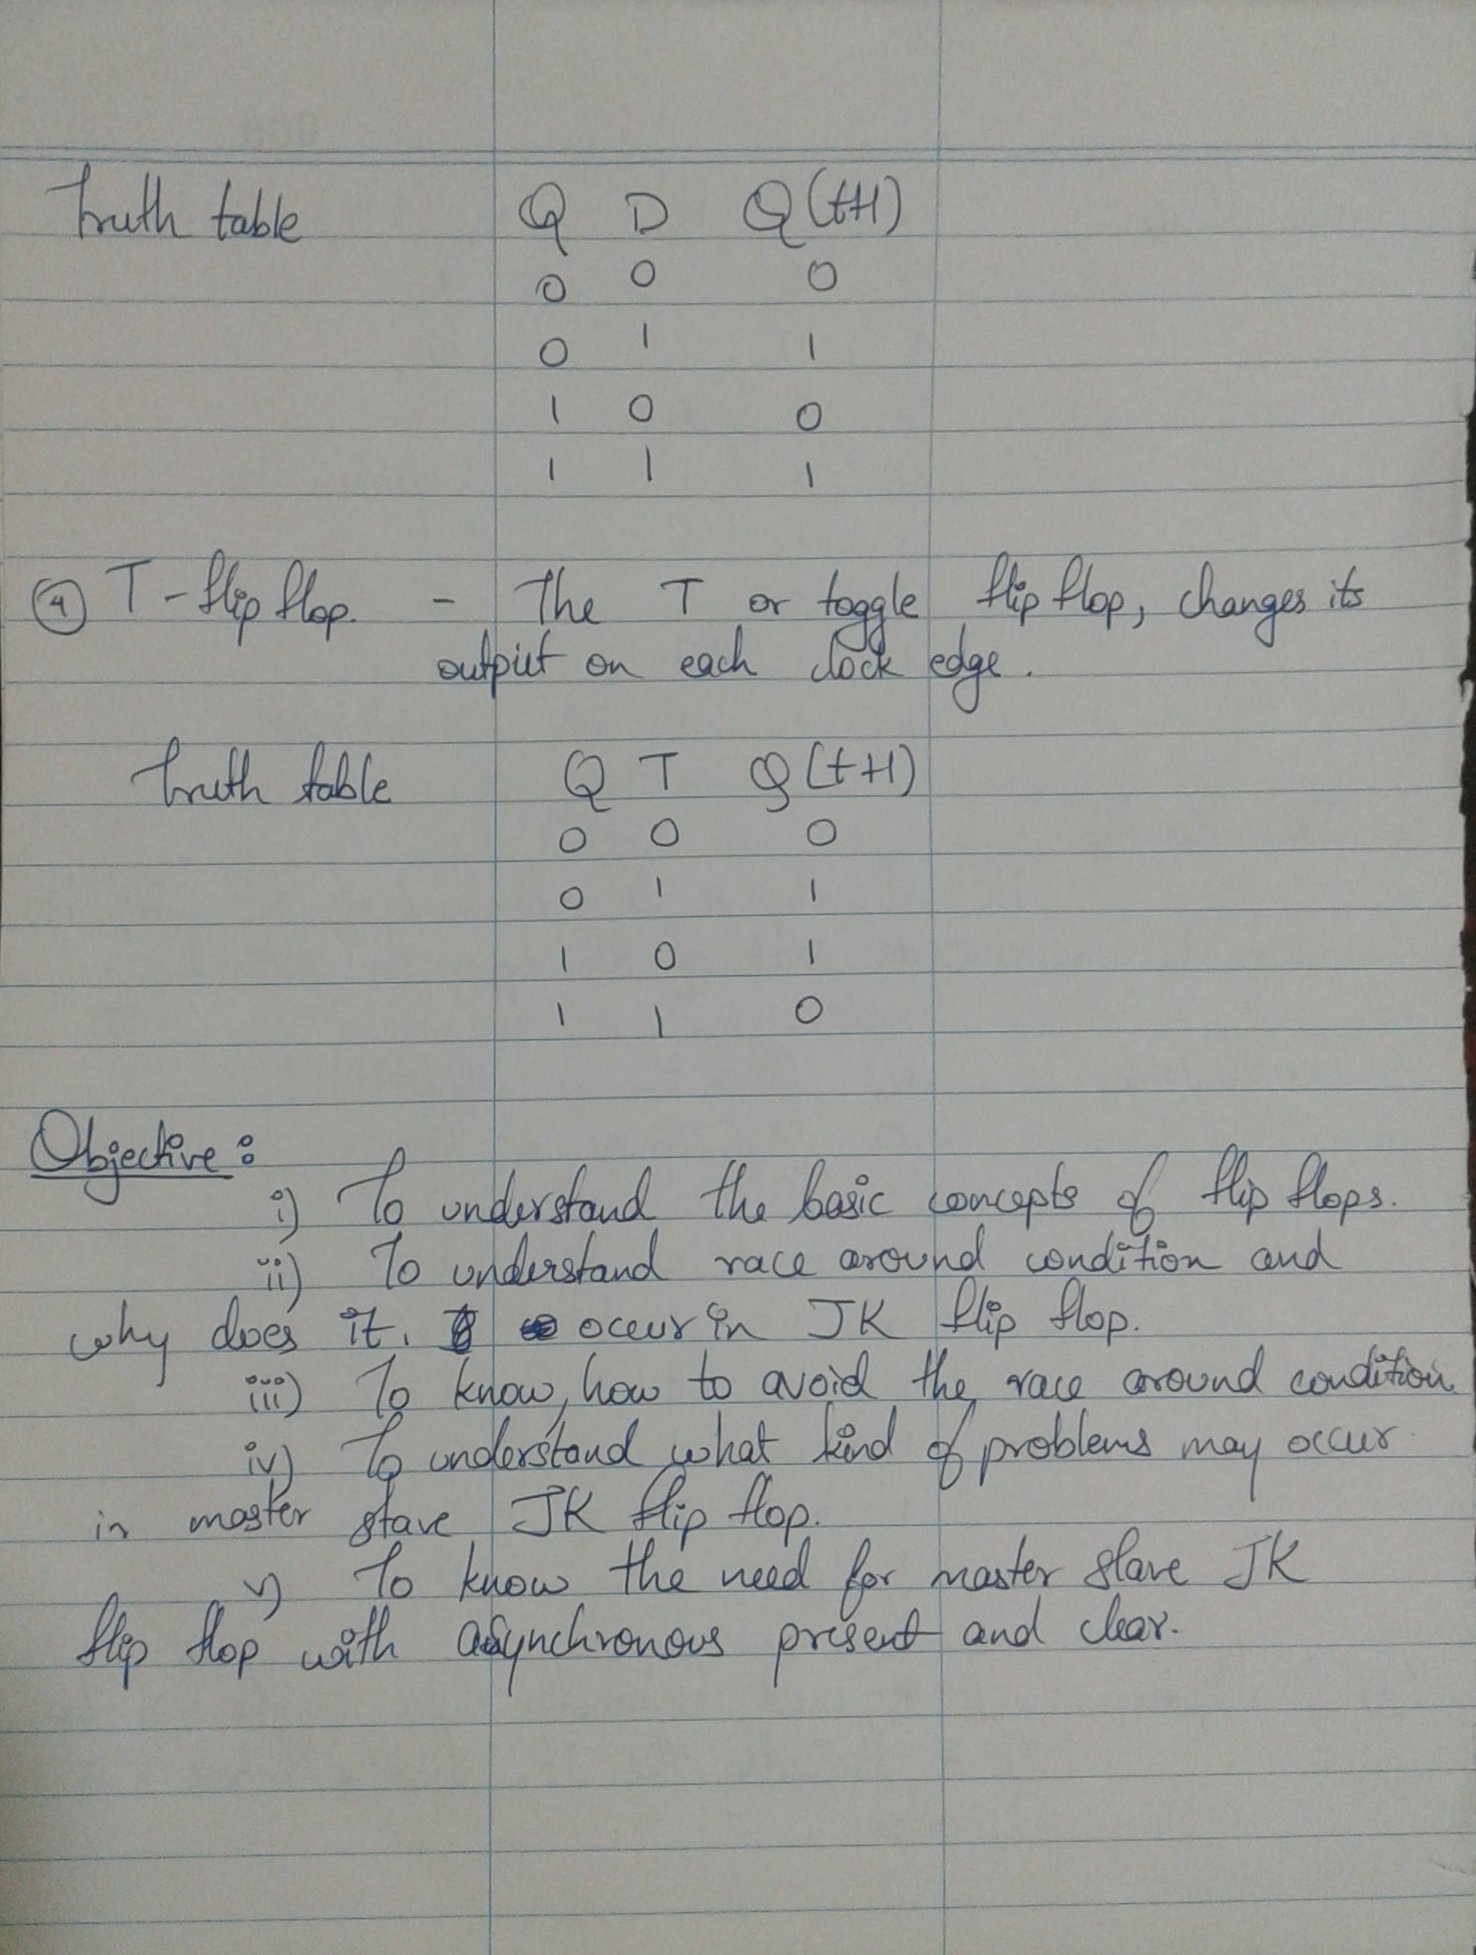 Truth table Q D Q(t+1)
0 0 0
0 1 1
1 0 0
1 1 1
④ T-flip flop. - The T or toggle flip flop, changes its
output on each clock edge.
Truth table Q T Q(t+1)
0 0 0
0 1 1
1 0 1
1 1 0
Objective:
i) To understand the basic concepts of flip flops.
ii) To understand race around condition and
why does it. occur in JK flip flop.
iii) To know, how to avoid the race around condition.
iv) To understand what kind of problems may occur
in master slave JK flip flop.
v) To know the need for master slave JK
flip flop with asynchronous present and clear.